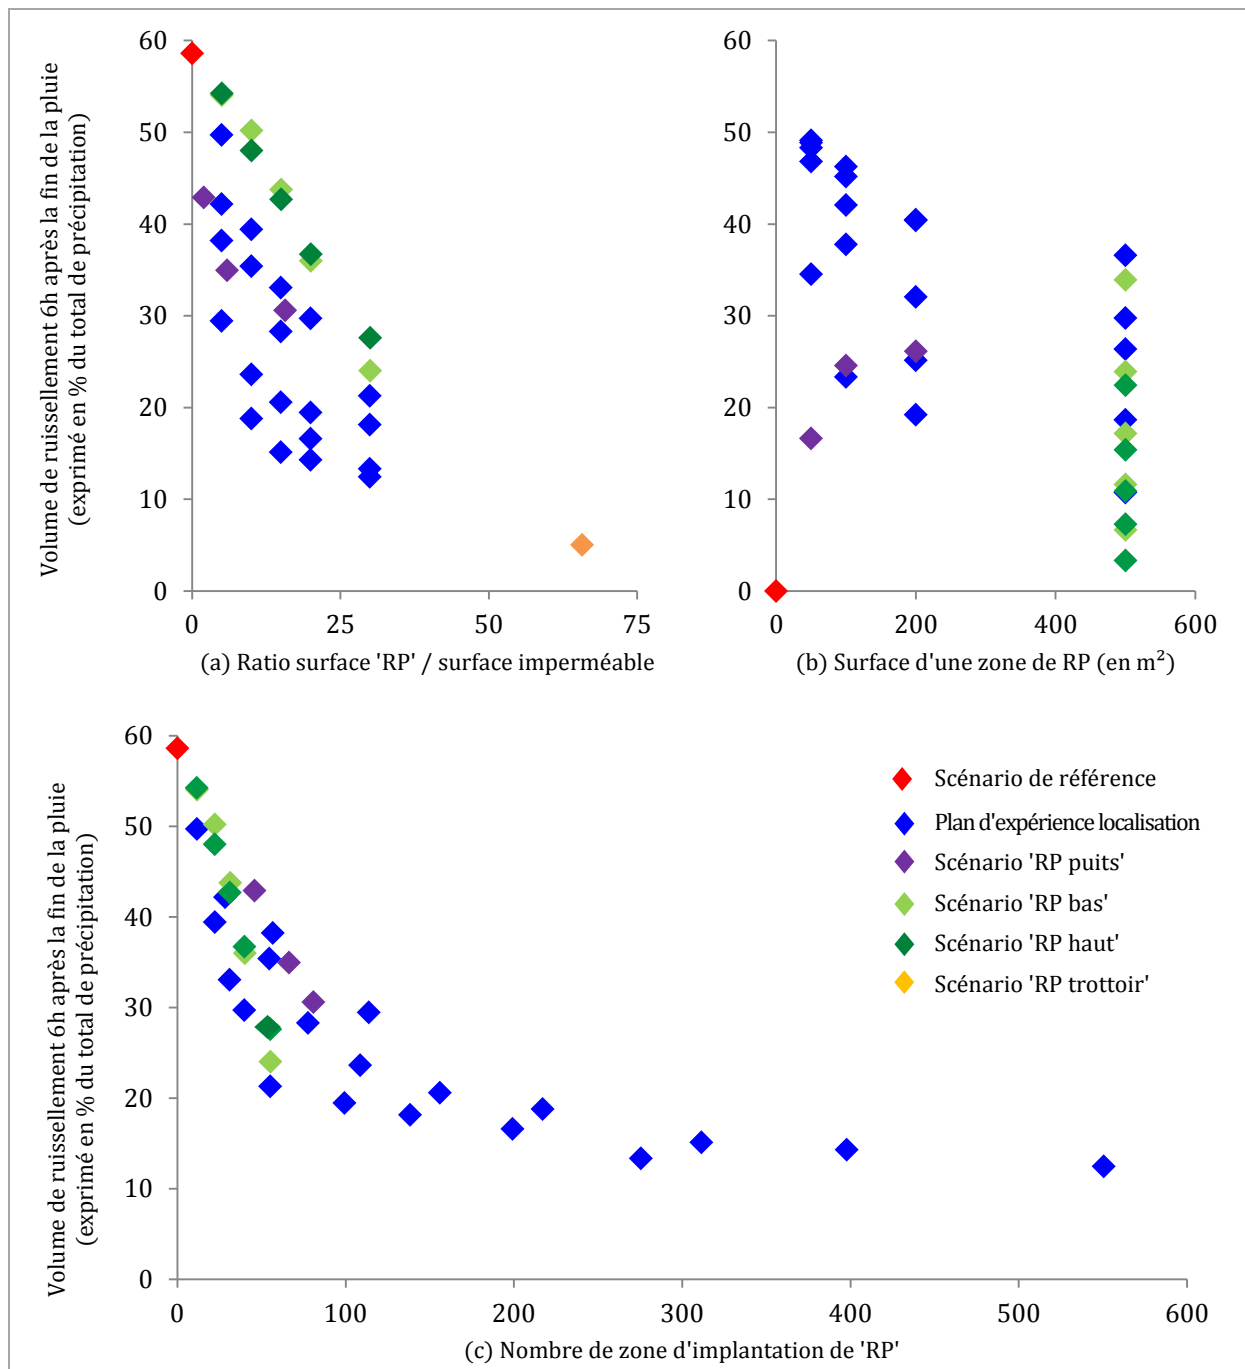 Volume de ruissellement 6h après la fin de la pluie
(exprimé en % du total de précipitation)
60
50
40
30
20
10
0
0
25
50
75
(a) Ratio surface 'RP' / surface imperméable
60
50
40
30
20
10
0
0
200
400
600
(b) Surface d'une zone de RP (en m²)
Volume de ruissellement 6h après la fin de la pluie
(exprimé en % du total de précipitation)
60
50
40
30
20
10
0
0
100
200
300
400
500
600
(c) Nombre de zone d'implantation de 'RP'
Scénario de référence
Plan d'expérience localisation
Scénario 'RP puits'
Scénario 'RP bas'
Scénario 'RP haut'
Scénario 'RP trottoir'